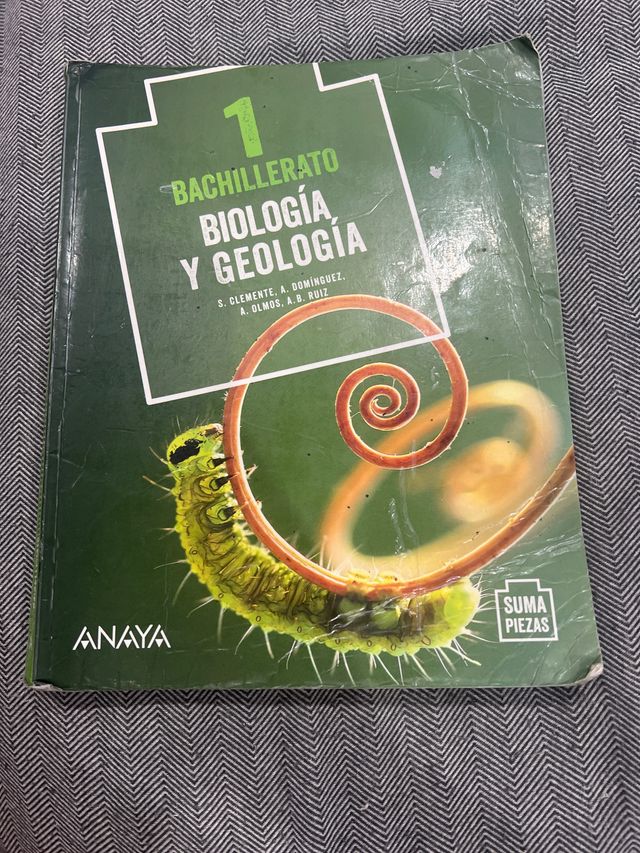 1
BACHILLERATO
BIOLOGÍA
Y GEOLOGÍA
S. CLEMENTE, A. DOMÍNGUEZ,
A. OLMOS, A.B. RUIZ
SUMA
PIEZAS
ANAYA